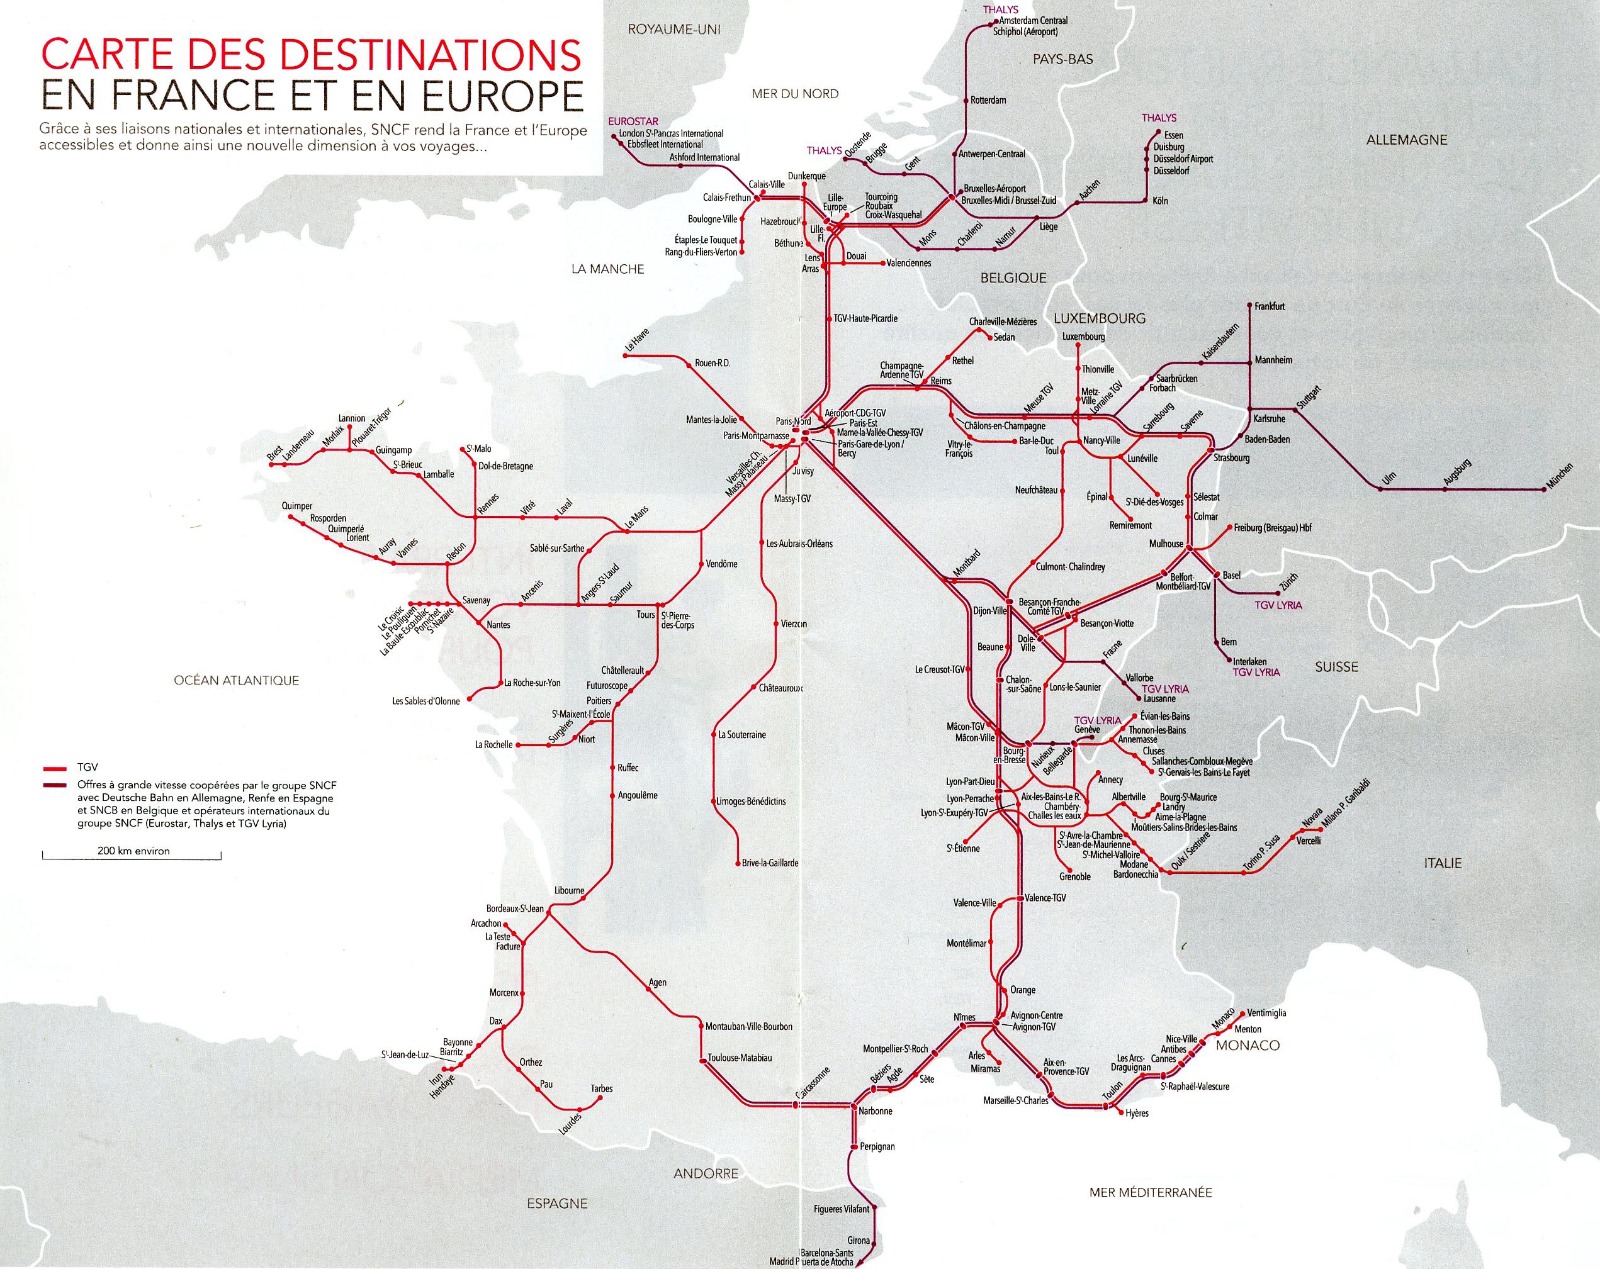 CARTE DES DESTINATIONS
EN FRANCE ET EN EUROPE
Grâce à ses liaisons nationales et internationales, SNCF rend la France et l'Europe
accessibles et donne ainsi une nouvelle dimension à vos voyages...
ROYAUME-UNI
MER DU NORD
PAYS-BAS
ALLEMAGNE
LA MANCHE
BELGIQUE
LUXEMBOURG
OCÉAN ATLANTIQUE
SUISSE
ITALIE
MONACO
ANDORRE
ESPAGNE
MER MÉDITERRANÉE
THALYS
Amsterdam Centraal
Schiphol (Aéroport)
Rotterdam
Antwerpen-Centraal
EUROSTAR
London St-Pancras International
Ebbsfleet International
Ashford International
THALYS
Oostende
Brugge
Gent
Bruxelles-Aéroport
Bruxelles-Midi / Brussel-Zuid
THALYS
Essen
Duisburg
Düsseldorf Airport
Düsseldorf
Köln
Aachen
Liège
Namur
Charleroi
Mons
Calais-Ville
Calais-Frethun
Dunkerque
Boulogne-Ville
Étaples-Le Touquet
Rang-du-Fliers-Verton
Hazebrouck
Béthune
Lens
Arras
Lille-
Europe
Lille-
Fl.
Tourcoing
Roubaix
Croix-Wasquehal
Douai
Valenciennes
TGV-Haute-Picardie
Le Havre
Rouen-R.D.
Mantes-la-Jolie
Paris-Nord
Paris-Montparnasse
Aéroport-CDG-TGV
Paris-Est
Marne-la-Vallée-Chessy-TGV
Paris-Gare-de-Lyon /
Bercy
Versailles-Ch.
Massy-Palaiseau
Juvisy
Massy-TGV
Charleville-Mézières
Sedan
Rethel
Champagne-
Ardenne TGV
Reims
Châlons-en-Champagne
Vitry-le-
François
Bar-le-Duc
Meuse TGV
Luxembourg
Thionville
Metz-
Ville
Lorraine TGV
Nancy-Ville
Toul
Neufchâteau
Culmont- Chalindrey
Lunéville
Épinal
Remiremont
St-Dié-des-Vosges
Sarrebourg
Saverne
Forbach
Saarbrücken
Kaiserslautern
Frankfurt
Mannheim
Karlsruhe
Baden-Baden
Stuttgart
Ulm
Augsburg
München
Strasbourg
Sélestat
Colmar
Mulhouse
Freiburg (Breisgau) Hbf
Belfort-
Montbéliard-TGV
Basel
Zürich
TGV LYRIA
Bern
Interlaken
TGV LYRIA
Brest
Landerneau
Morlaix
Lannion
Plouaret-Trégor
Guingamp
St-Brieuc
Lamballe
St-Malo
Dol-de-Bretagne
Rennes
Vitré
Laval
Le Mans
Quimper
Rosporden
Quimperlé
Lorient
Auray
Vannes
Redon
Sablé-sur-Sarthe
Angers-St-Laud
Ancenis
Saumur
Savenay
Le Croisic
Le Pouliguen
La Baule-Escoublac
Pornichet
St-Nazaire
Nantes
La Roche-sur-Yon
Les Sables-d'Olonne
Vendôme
Tours
St-Pierre-
des-Corps
Châtellerault
Futuroscope
Poitiers
St-Maixent-l'École
Niort
Surgères
La Rochelle
Ruffec
Angoulême
Libourne
Bordeaux-St-Jean
Arcachon
La Teste
Facture
Morcenx
Dax
Bayonne
Biarritz
St-Jean-de-Luz
Irun
Hendaye
Orthez
Pau
Lourdes
Tarbes
Agen
Montauban-Ville-Bourbon
Toulouse-Matabiau
Carcassonne
Narbonne
Perpignan
Figueres Vilafant
Girona
Barcelona-Sants
Madrid Puerta de Atocha
Les-Aubrais-Orléans
Vierzon
Châteauroux
La Souterraine
Limoges-Bénédictins
Brive-la-Gaillarde
Montbard
Dijon-Ville
Besançon-Franche-
Comté TGV
Besançon-Viotte
Dole-
Ville
Beaune
Le Creusot-TGV
Chalon-
-sur-Saône
Lons-le-Saunier
Frasne
Vallorbe
TGV LYRIA
Lausanne
Mâcon-TGV
Mâcon-Ville
Bourg-
en-Bresse
Nurieux
Bellegarde
TGV LYRIA
Genève
Évian-les-Bains
Thonon-les-Bains
Annemasse
Cluses
Sallanches-Combloux-Megève
St-Gervais-les Bains-Le Fayet
Lyon-Part-Dieu
Lyon-Perrache
Lyon-St-Exupéry-TGV
St-Étienne
Annecy
Aix-les-Bains-Le R.
Chambéry-
Challes les eaux
Albertville
Bourg-St-Maurice
Landry
Aime-la-Plagne
Moûtiers-Salins-Brides-les-Bains
St-Avre-la-Chambre
St-Jean-de-Maurienne
St-Michel-Valloire
Modane
Bardonecchia
Oulx / Sestriere
Torino P. Susa
Vercelli
Novara
Milano P. Garibaldi
Grenoble
Valence-Ville
Valence-TGV
Montélimar
Orange
Avignon-Centre
Avignon-TGV
Nîmes
Montpellier-St-Roch
Béziers
Agde
Sète
Arles
Miramas
Aix-en-
Provence-TGV
Marseille-St-Charles
Toulon
Hyères
Les Arcs-
Draguignan
St-Raphaël-Valescure
Cannes
Antibes
Nice-Ville
Monaco
Menton
Ventimiglia
TGV
Offres à grande vitesse coopérées par le groupe SNCF
avec Deutsche Bahn en Allemagne, Renfe en Espagne
et SNCB en Belgique et opérateurs internationaux du
groupe SNCF (Eurostar, Thalys et TGV Lyria)
200 km environ